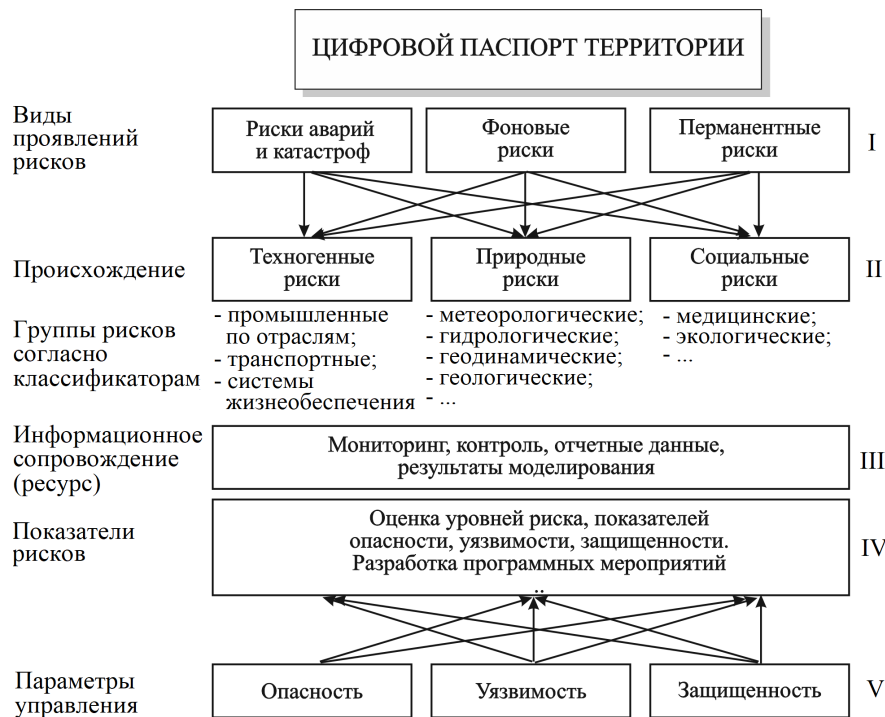 ЦИФРОВОЙ ПАСПОРТ ТЕРРИТОРИИ
Виды
проявлений
рисков
Риски аварий
и катастроф
Фоновые
риски
Перманентные
риски
I
Происхождение
Техногенные
риски
Природные
риски
Социальные
риски
II
Группы рисков
согласно
классификаторам
- промышленные
по отраслям;
- транспортные;
- системы
жизнеобеспечения
- метеорологические;
- гидрологические;
- геодинамические;
- геологические;
- ...
- медицинские;
- экологические;
- ...
Информационное
сопровождение
(ресурс)
Мониторинг, контроль, отчетные данные,
результаты моделирования
III
Показатели
рисков
Оценка уровней риска, показателей
опасности, уязвимости, защищенности.
Разработка программных мероприятий
..
IV
Параметры
управления
Опасность
Уязвимость
Защищенность
V